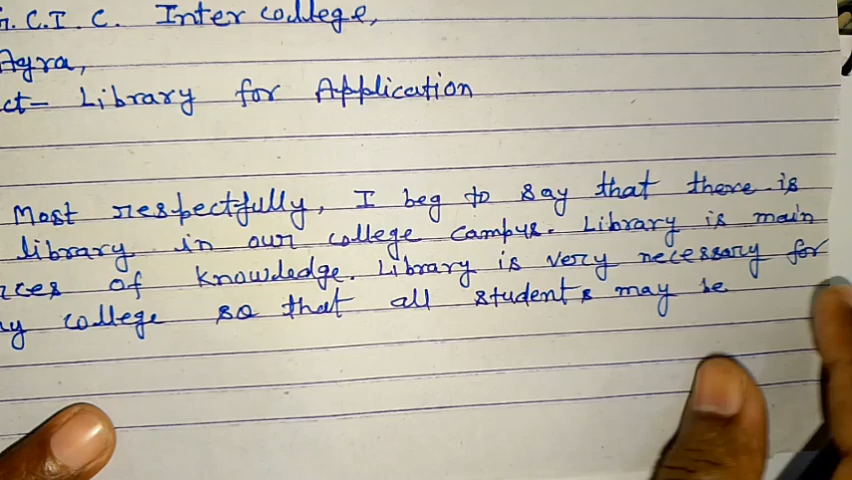 G.I.C. Inter college,
Agra,
ct- Library for Application
Most respectfully, I beg to say that there is
library in our college campus. Library is main
rces of knowledge. Library is very necessary for
ny college so that all students may be